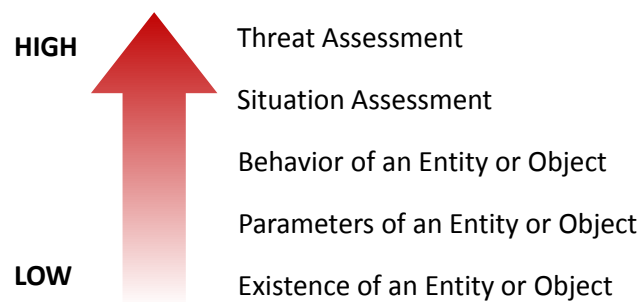 HIGH
Threat Assessment
Situation Assessment
Behavior of an Entity or Object
Parameters of an Entity or Object
LOW
Existence of an Entity or Object